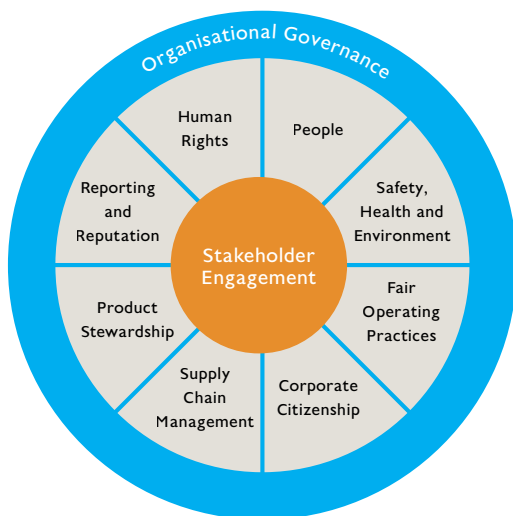 Organisational Governance
Human
Rights
People
Reporting
and
Reputation
Safety,
Health and
Environment
Stakeholder
Engagement
Product
Stewardship
Fair
Operating
Practices
Supply
Chain
Management
Corporate
Citizenship